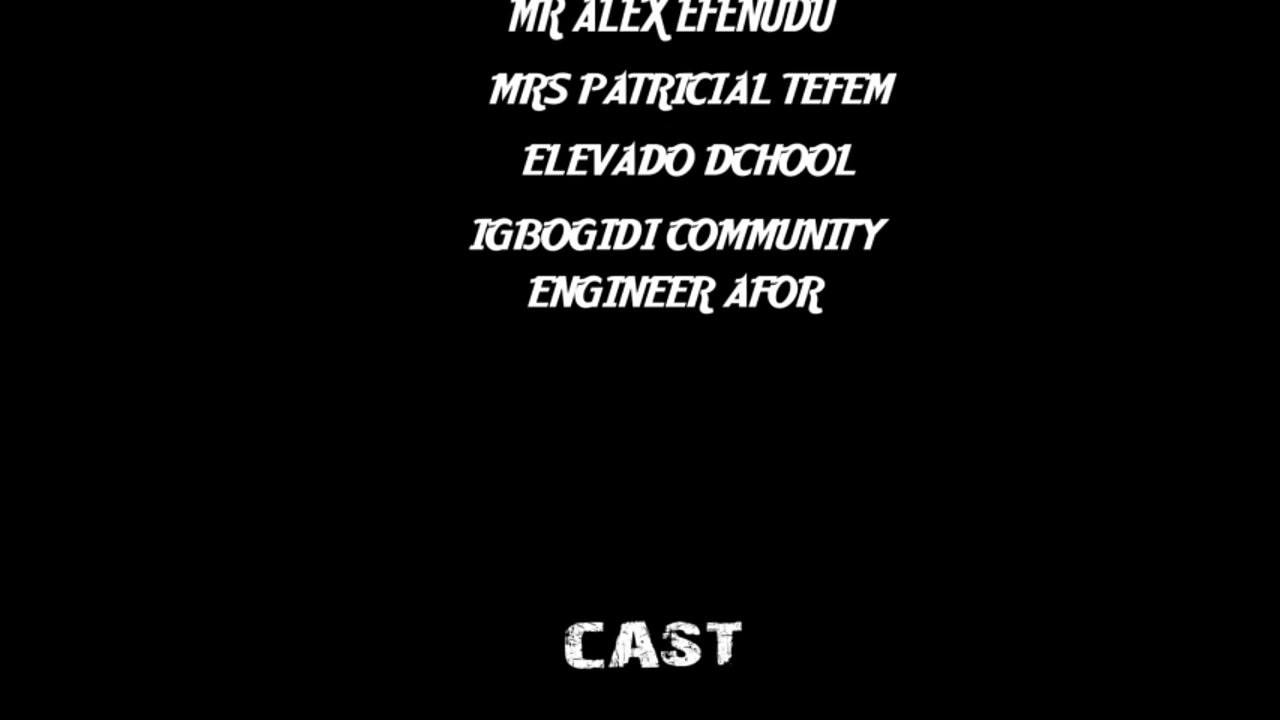 MR ALEX EFENUDU
MRS PATRICIAL TEFEM
ELEVADO DCHOOL
IGBOGIDI COMMUNITY
ENGINEER AFOR
CAST